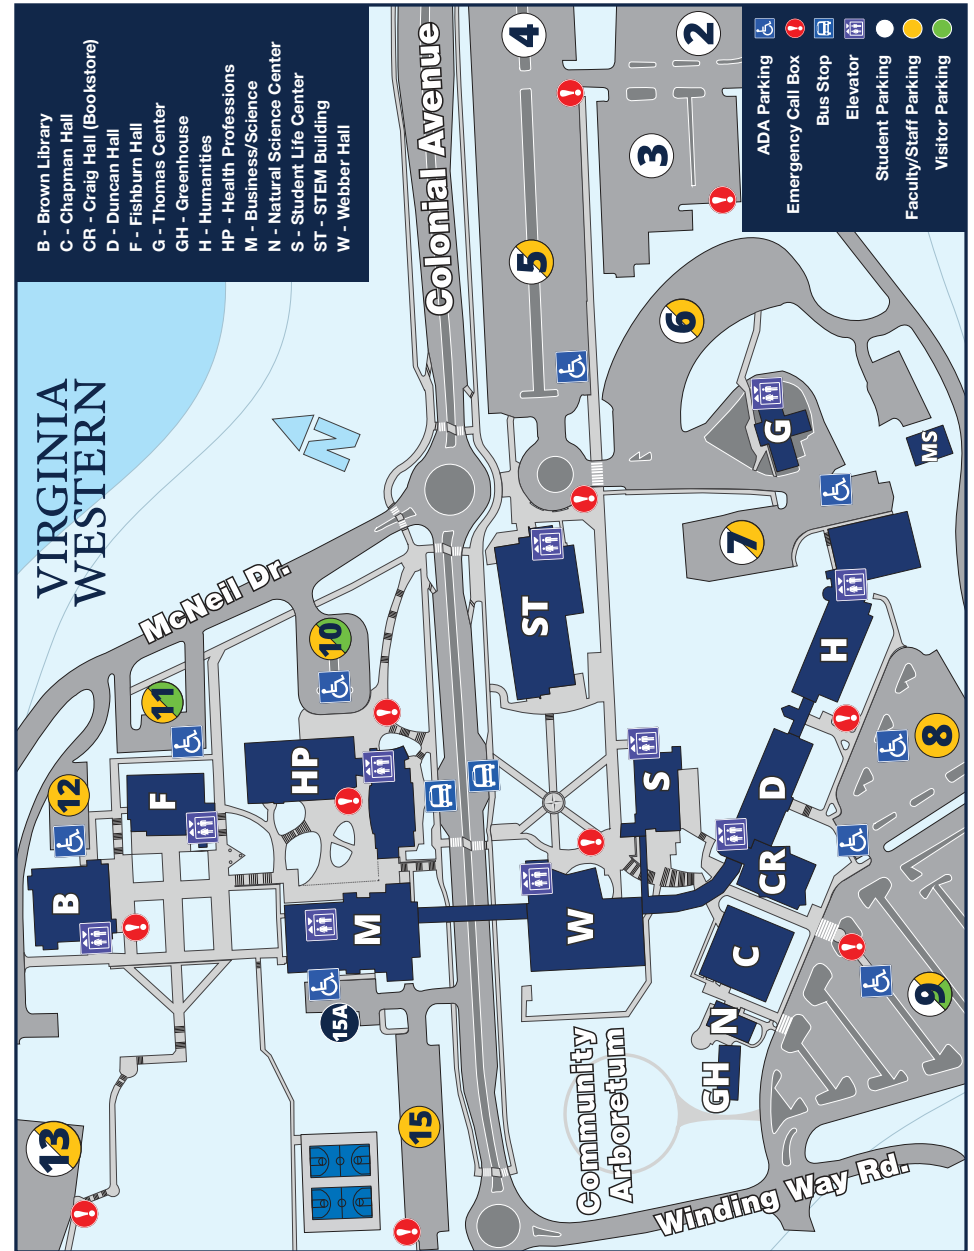 VIRGINIA
WESTERN
B - Brown Library
C - Chapman Hall
CR - Craig Hall (Bookstore)
D - Duncan Hall
F - Fishburn Hall
G - Thomas Center
GH - Greenhouse
H - Humanities
HP - Health Professions
M - Business/Science
N - Natural Science Center
S - Student Life Center
ST - STEM Building
W - Webber Hall
ADA Parking
Emergency Call Box
Bus Stop
Elevator
Student Parking
Faculty/Staff Parking
Visitor Parking
N
McNeil Dr.
Colonial Avenue
Winding Way Rd.
Community
Arboretum
13
12
11
10
15A
15
4
2
3
5
6
7
8
9
B
F
HP
M
ST
W
S
G
MS
H
D
CR
C
N
GH